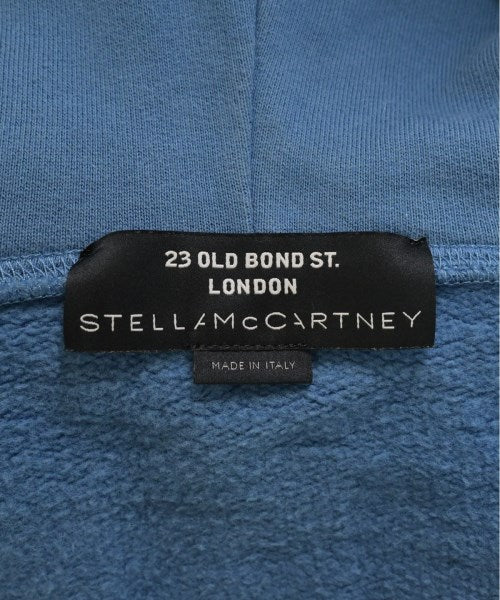 23 OLD BOND ST.
LONDON
STELLAMcCARTNEY
MADE IN ITALY